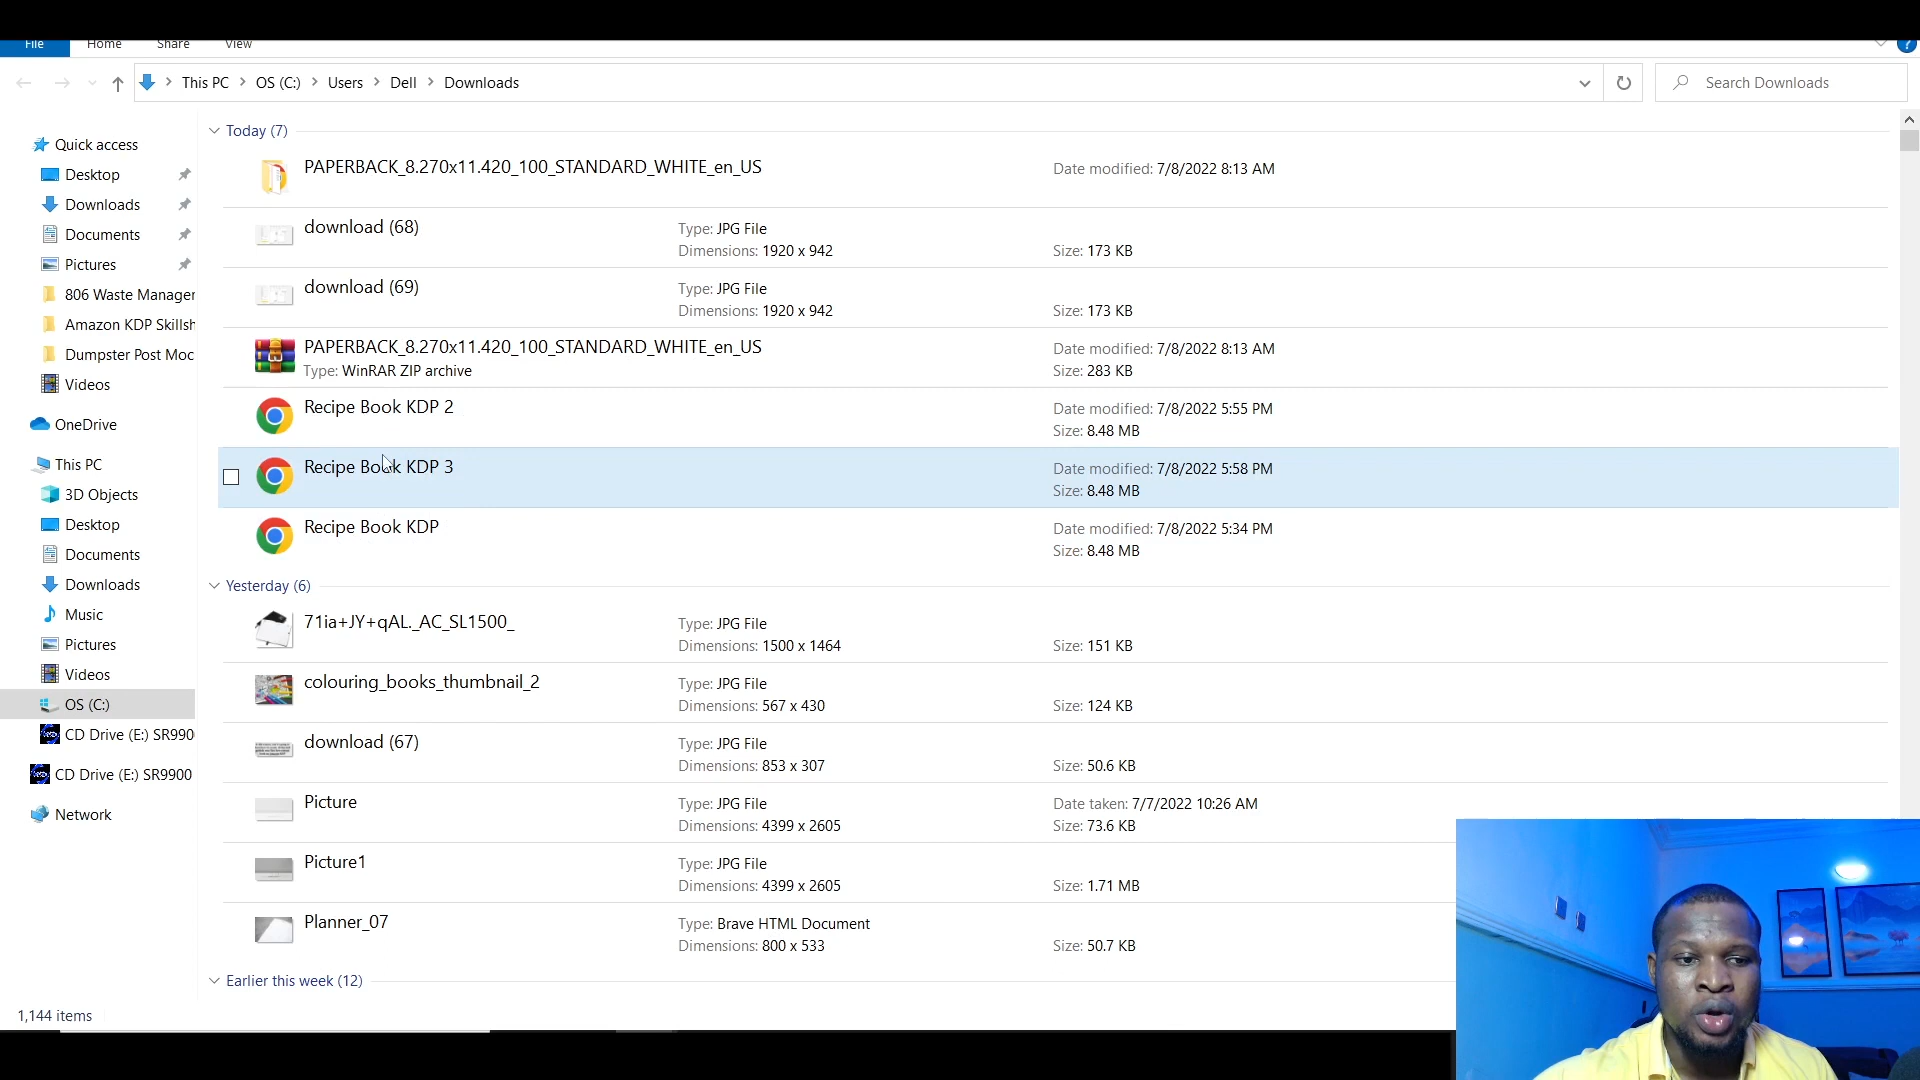 File Home Share View
This PC OS (C:) Users Dell Downloads
Search Downloads
Quick access
Desktop
Downloads
Documents
Pictures
806 Waste Manager
Amazon KDP Skillsh
Dumpster Post Moc
Videos
OneDrive
This PC
3D Objects
Desktop
Documents
Downloads
Music
Pictures
Videos
OS (C:)
CD Drive (E:) SR990
CD Drive (E:) SR9900
Network
Today (7)
PAPERBACK_8.270x11.420_100_STANDARD_WHITE_en_US Date modified: 7/8/2022 8:13 AM
download (68) Type: JPG File
Dimensions: 1920 x 942 Size: 173 KB
download (69) Type: JPG File
Dimensions: 1920 x 942 Size: 173 KB
PAPERBACK_8.270x11.420_100_STANDARD_WHITE_en_US Date modified: 7/8/2022 8:13 AM
Type: WinRAR ZIP archive Size: 283 KB
Recipe Book KDP 2 Date modified: 7/8/2022 5:55 PM
Size: 8.48 MB
Recipe Book KDP 3 Date modified: 7/8/2022 5:58 PM
Size: 8.48 MB
Recipe Book KDP Date modified: 7/8/2022 5:34 PM
Size: 8.48 MB
Yesterday (6)
71ia+JY+qAL._AC_SL1500_ Type: JPG File
Dimensions: 1500 x 1464 Size: 151 KB
colouring_books_thumbnail_2 Type: JPG File
Dimensions: 567 x 430 Size: 124 KB
download (67) Type: JPG File
Dimensions: 853 x 307 Size: 50.6 KB
Picture Type: JPG File Date taken: 7/7/2022 10:26 AM
Dimensions: 4399 x 2605 Size: 73.6 KB
Picture1 Type: JPG File
Dimensions: 4399 x 2605 Size: 1.71 MB
Planner_07 Type: Brave HTML Document
Dimensions: 800 x 533 Size: 50.7 KB
Earlier this week (12)
1,144 items